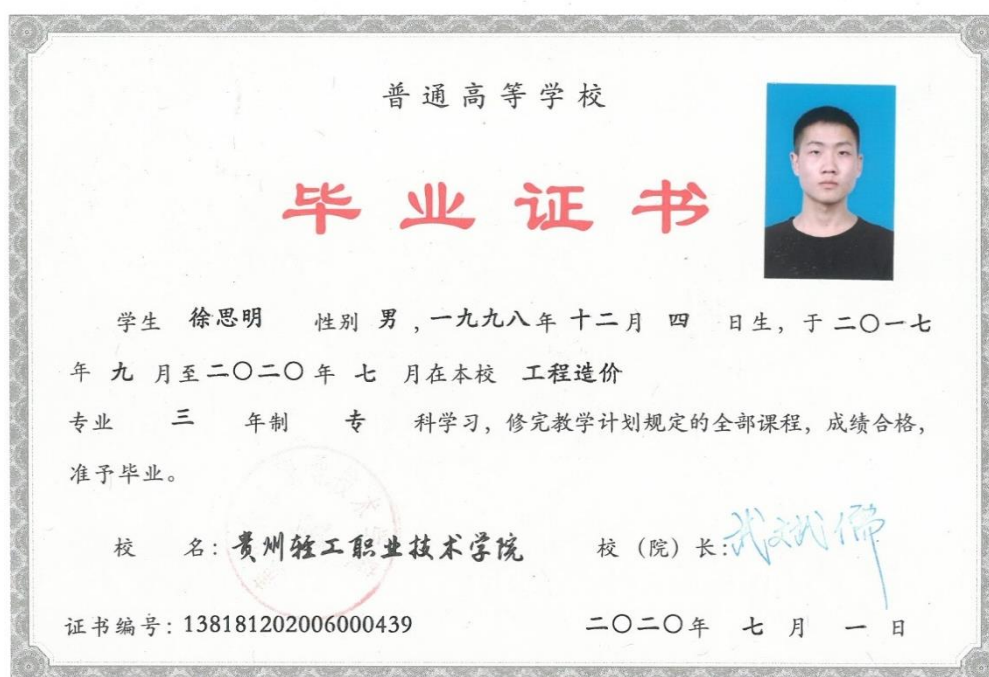 普通高等学校
毕业证书
学生 徐思明 性别 男 ,一九九八年 十二月 四 日生，于 二〇一七
年 九 月至二〇二〇年 七 月在本校 工程造价
专业 三 年制 专 科学习，修完教学计划规定的全部课程，成绩合格，
准予毕业。
校 名：贵州轻工职业技术学院 校（院）长：
证书编号：138181202006000439 二〇二〇年 七 月 一 日